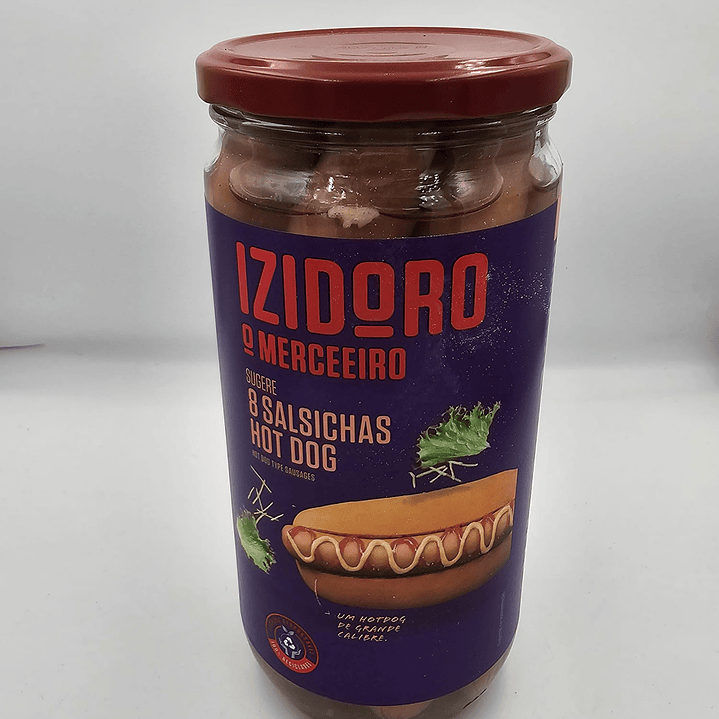 IZIDORO
O MERCEEIRO
SUGERE
8 SALSICHAS
HOT DOG
HOT DOG TYPE SAUSAGES
UM HOTDOG
DE GRANDE
CALIBRE.